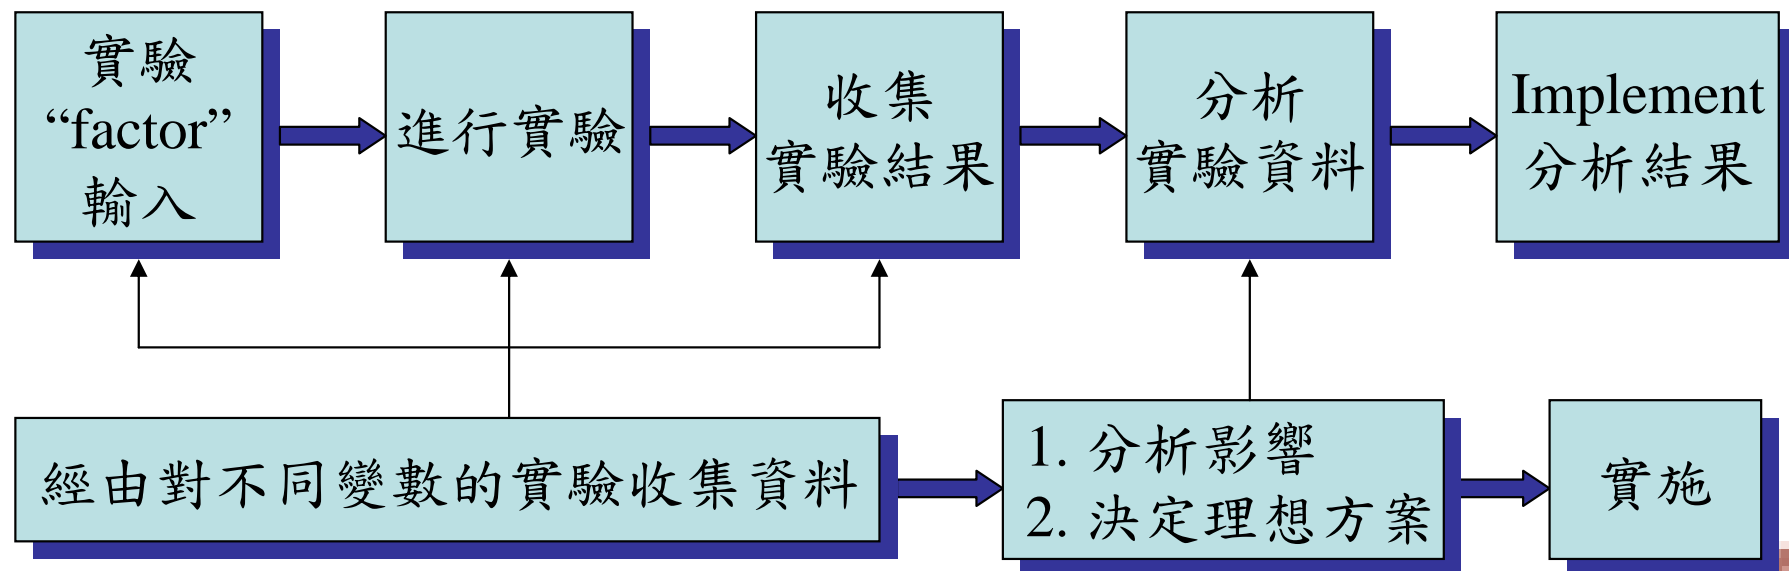 實驗
“factor”
輸入
進行實驗
收集
實驗結果
分析
實驗資料
Implement
分析結果
經由對不同變數的實驗收集資料
1. 分析影響
2. 決定理想方案
實施